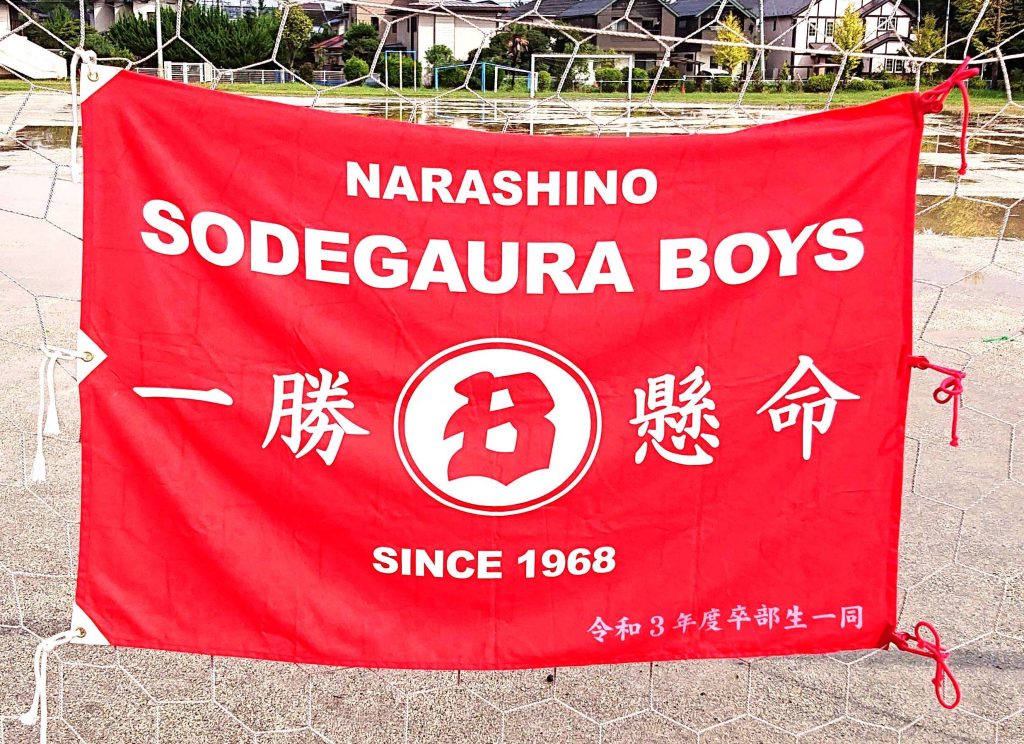 NARASHINO
SODEGAURA BOYS
一勝 B 懸命
SINCE 1968
令和3年度卒部生一同